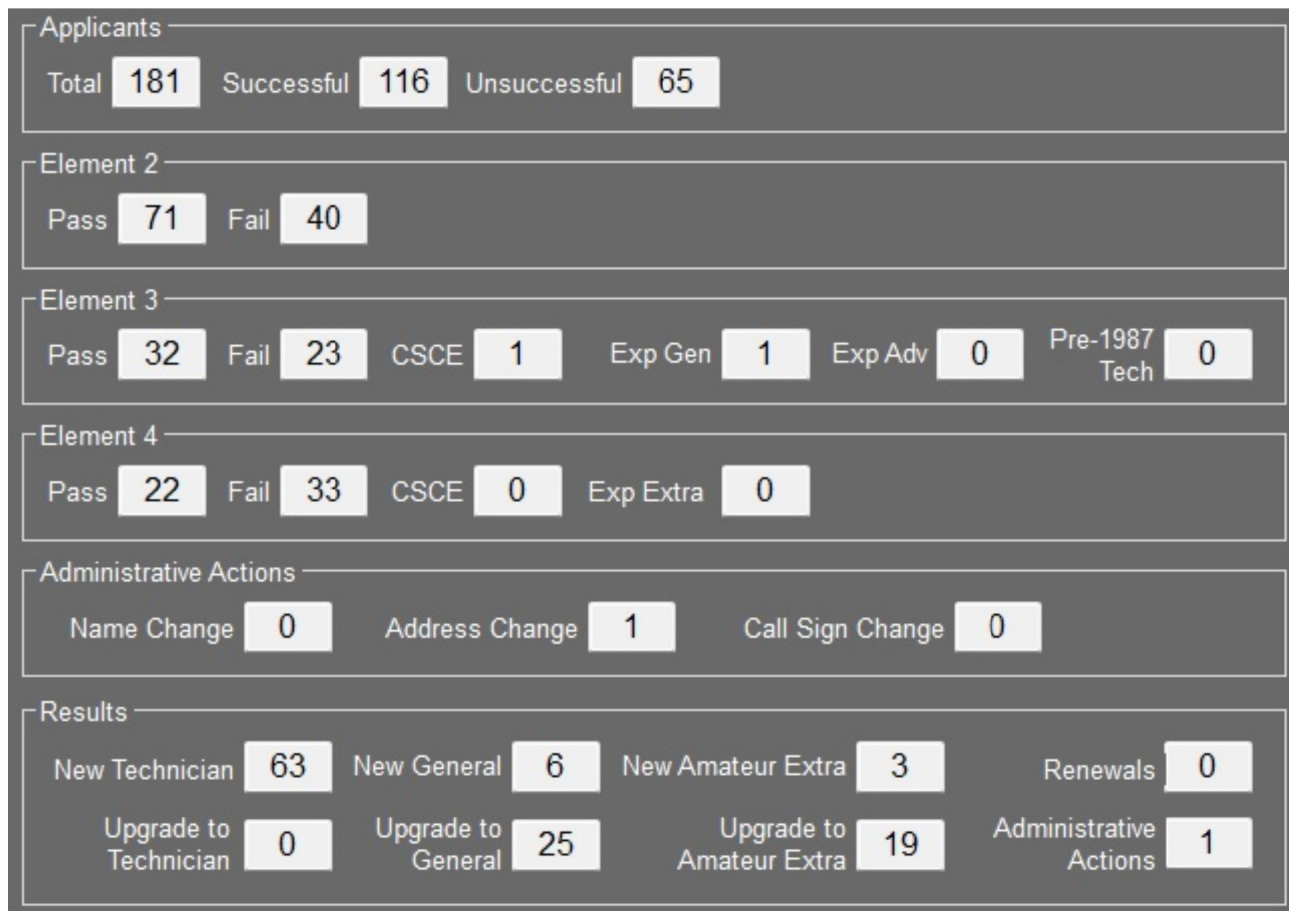 Applicants
Total 181 Successful 116 Unsuccessful 65
Element 2
Pass 71 Fail 40
Element 3
Pass 32 Fail 23 CSCE 1 Exp Gen 1 Exp Adv 0 Pre-1987 Tech 0
Element 4
Pass 22 Fail 33 CSCE 0 Exp Extra 0
Administrative Actions
Name Change 0 Address Change 1 Call Sign Change 0
Results
New Technician 63 New General 6 New Amateur Extra 3 Renewals 0
Upgrade to Technician 0 Upgrade to General 25 Upgrade to Amateur Extra 19 Administrative Actions 1